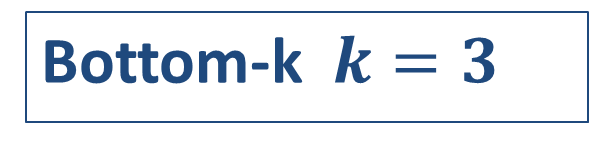 Bottom-k k = 3